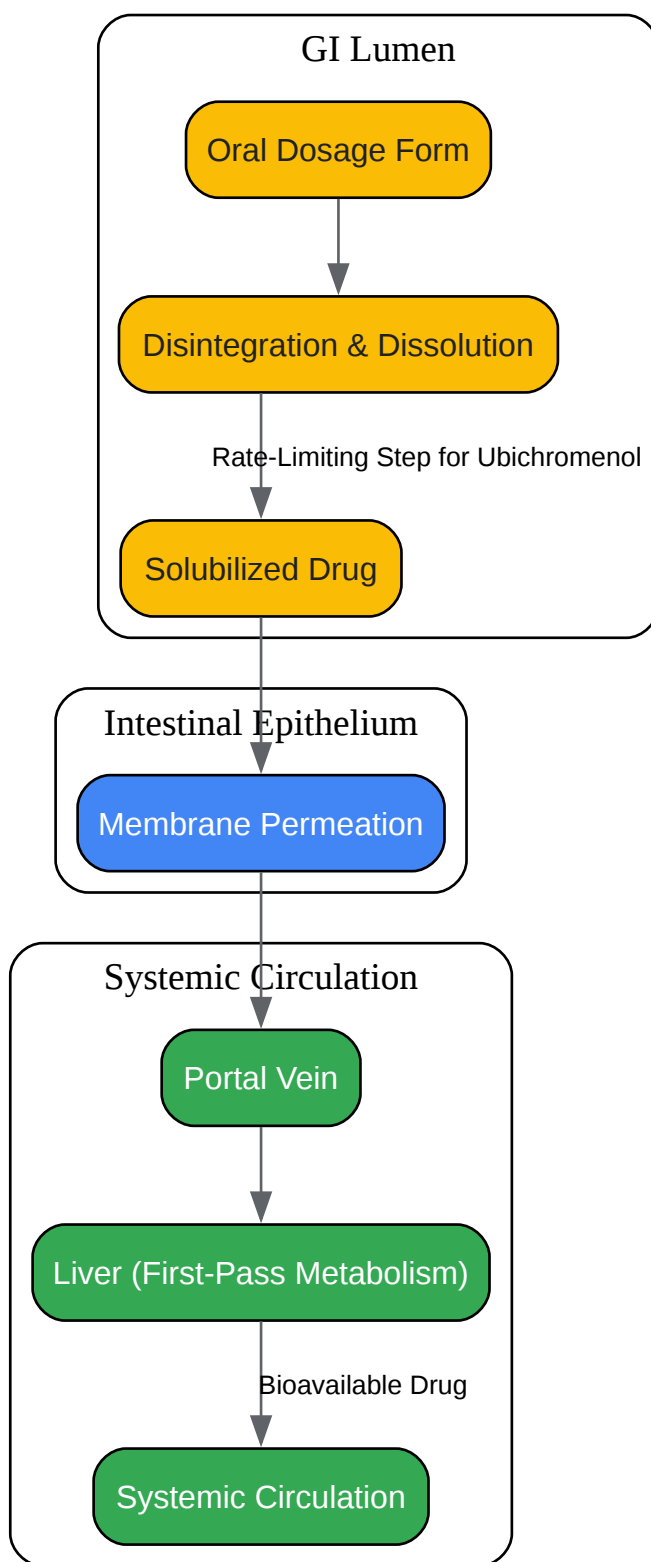 GI Lumen
Oral Dosage Form
Disintegration & Dissolution
Rate-Limiting Step for Ubichromenol
Solubilized Drug
Intestinal Epithelium
Membrane Permeation
Systemic Circulation
Portal Vein
Liver (First-Pass Metabolism)
Bioavailable Drug
Systemic Circulation